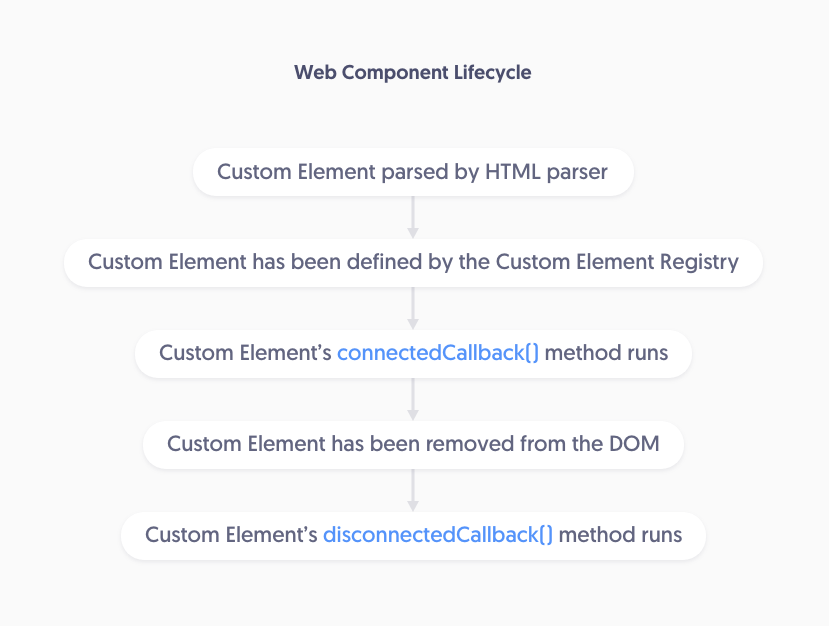 Web Component Lifecycle
Custom Element parsed by HTML parser
Custom Element has been defined by the Custom Element Registry
Custom Element’s connectedCallback() method runs
Custom Element has been removed from the DOM
Custom Element’s disconnectedCallback() method runs